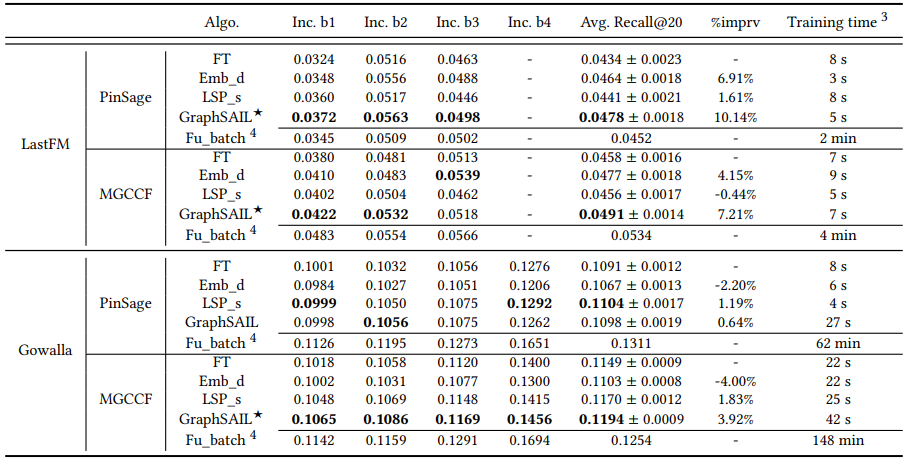 Algo. Inc. b1 Inc. b2 Inc. b3 Inc. b4 Avg. Recall@20 %imprv Training time 3
LastFM
PinSage
FT 0.0324 0.0516 0.0463 - 0.0434 ± 0.0023 - 8 s
Emb_d 0.0348 0.0556 0.0488 - 0.0464 ± 0.0018 6.91% 3 s
LSP_s 0.0360 0.0517 0.0446 - 0.0441 ± 0.0021 1.61% 8 s
GraphSAIL★ 0.0372 0.0563 0.0498 - 0.0478 ± 0.0018 10.14% 5 s
Fu_batch 4 0.0345 0.0509 0.0502 - 0.0452 - 2 min
MGCCF
FT 0.0380 0.0481 0.0513 - 0.0458 ± 0.0016 - 7 s
Emb_d 0.0410 0.0483 0.0539 - 0.0477 ± 0.0018 4.15% 9 s
LSP_s 0.0402 0.0504 0.0462 - 0.0456 ± 0.0017 -0.44% 5 s
GraphSAIL★ 0.0422 0.0532 0.0518 - 0.0491 ± 0.0014 7.21% 7 s
Fu_batch 4 0.0483 0.0554 0.0566 - 0.0534 - 4 min
Gowalla
PinSage
FT 0.1001 0.1032 0.1056 0.1276 0.1091 ± 0.0012 - 8 s
Emb_d 0.0984 0.1027 0.1051 0.1206 0.1067 ± 0.0013 -2.20% 6 s
LSP_s 0.0999 0.1050 0.1075 0.1292 0.1104 ± 0.0017 1.19% 4 s
GraphSAIL 0.0998 0.1056 0.1075 0.1262 0.1098 ± 0.0019 0.64% 27 s
Fu_batch 4 0.1126 0.1195 0.1273 0.1651 0.1311 - 62 min
MGCCF
FT 0.1018 0.1058 0.1120 0.1400 0.1149 ± 0.0009 - 22 s
Emb_d 0.1002 0.1031 0.1077 0.1300 0.1103 ± 0.0008 -4.00% 22 s
LSP_s 0.1048 0.1069 0.1148 0.1415 0.1170 ± 0.0012 1.83% 25 s
GraphSAIL★ 0.1065 0.1086 0.1169 0.1456 0.1194 ± 0.0009 3.92% 42 s
Fu_batch 4 0.1142 0.1159 0.1291 0.1694 0.1254 - 148 min